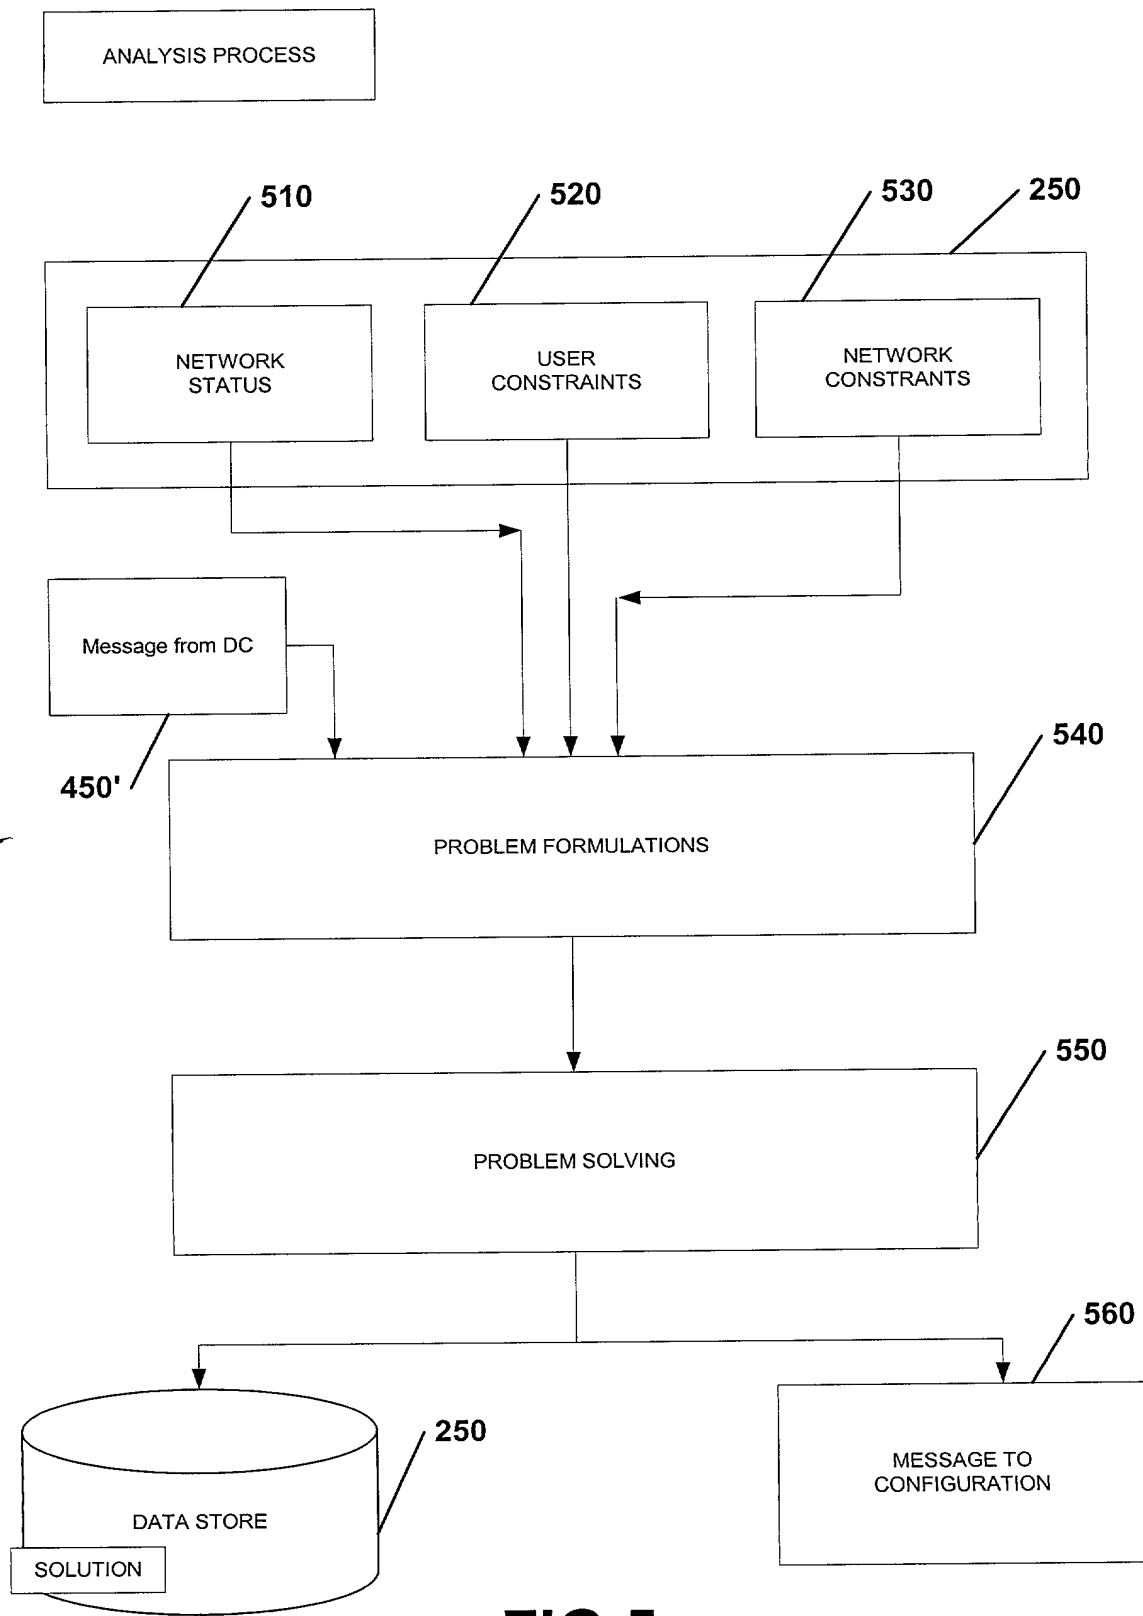 ANALYSIS PROCESS
510
520
530
250
NETWORK
STATUS
USER
CONSTRAINTS
NETWORK
CONSTRANTS
Message from DC
450'
540
PROBLEM FORMULATIONS
550
PROBLEM SOLVING
560
250
MESSAGE TO
CONFIGURATION
DATA STORE
SOLUTION